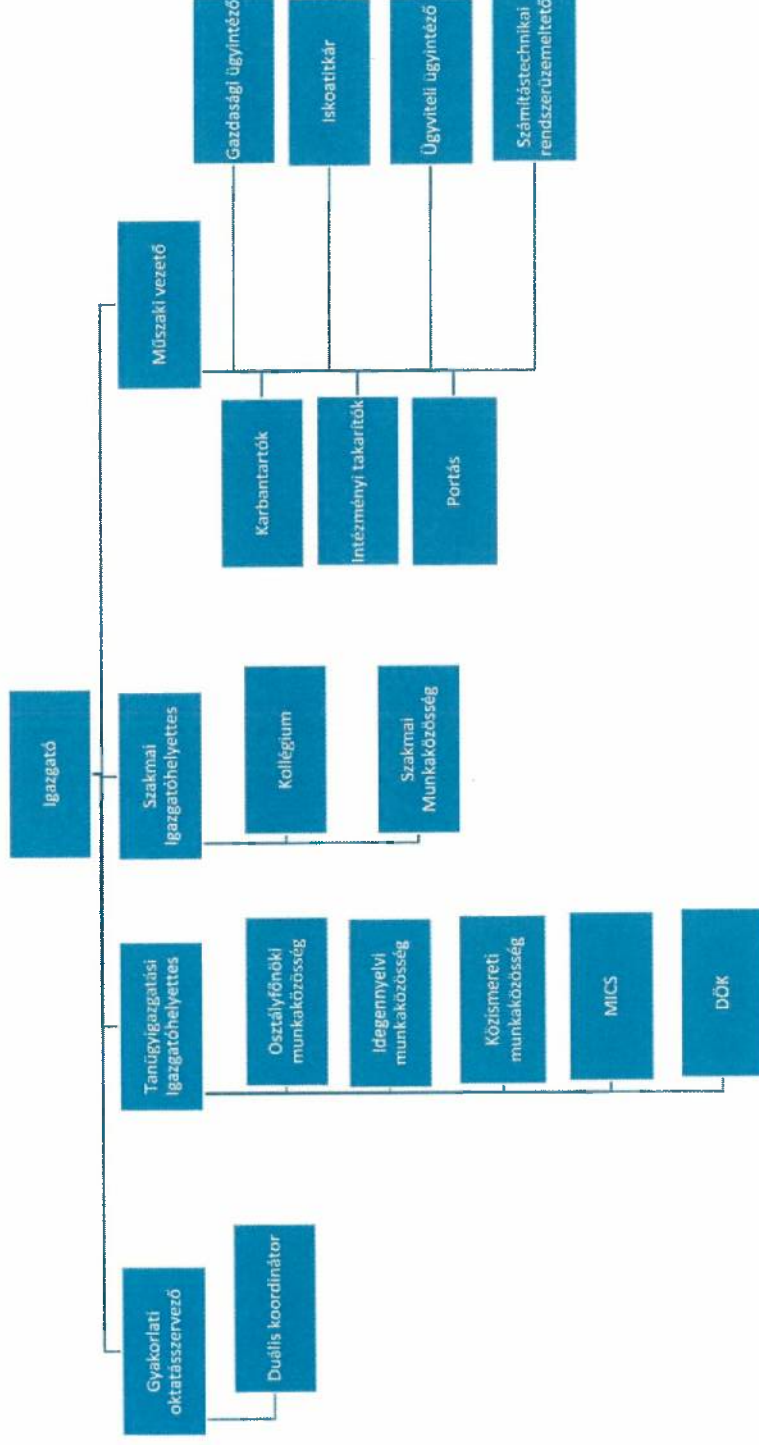 Igazgató
Gyakorlati
oktatásszervező
Duális koordinátor
Tanügyigazgatási
Igazgatóhelyettes
Osztályfőnöki
munkaközösség
Idegennyelvi
munkaközösség
Közismereti
munkaközösség
MICS
DÖK
Szakmai
Igazgatóhelyettes
Kollégium
Szakmai
Munkaközösség
Műszaki vezető
Karbantartók
Intézményi takarítók
Portás
Gazdasági ügyintéző
Iskoatitkár
Ügyviteli ügyintéző
Számítástechnikai
rendszerüzemeltető